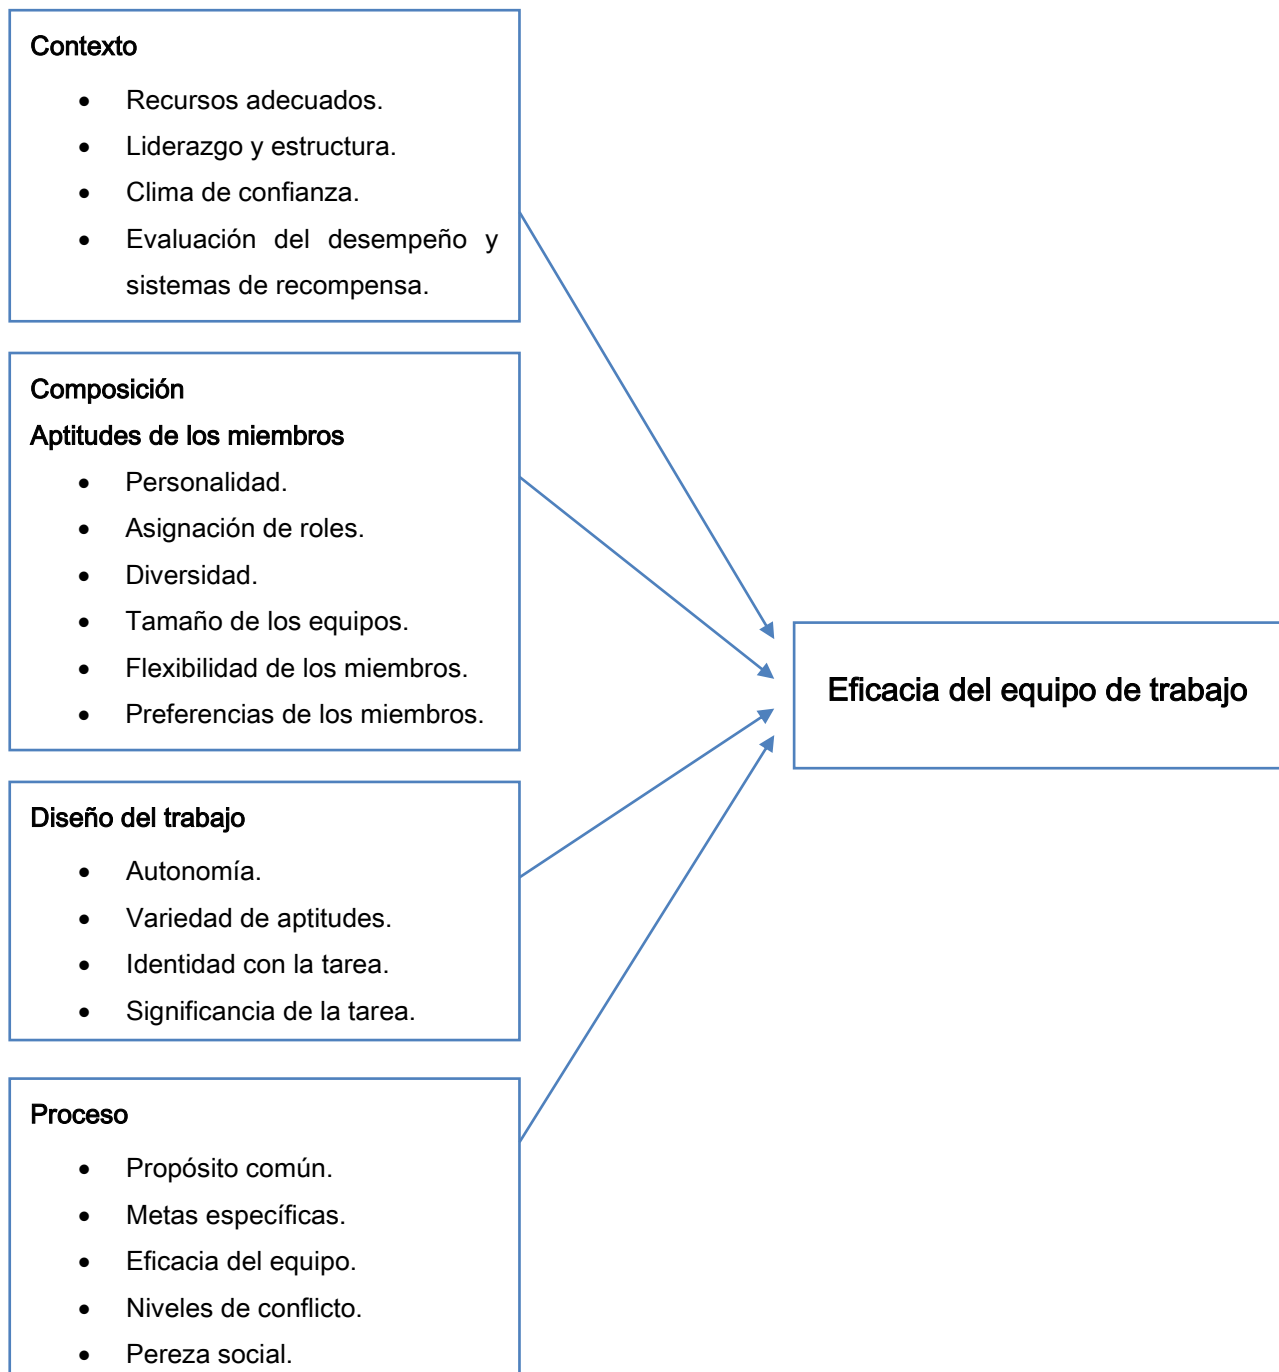 Contexto
• Recursos adecuados.
• Liderazgo y estructura.
• Clima de confianza.
• Evaluación del desempeño y
sistemas de recompensa.
Composición
Aptitudes de los miembros
• Personalidad.
• Asignación de roles.
• Diversidad.
• Tamaño de los equipos.
• Flexibilidad de los miembros.
• Preferencias de los miembros.
Diseño del trabajo
• Autonomía.
• Variedad de aptitudes.
• Identidad con la tarea.
• Significancia de la tarea.
Proceso
• Propósito común.
• Metas específicas.
• Eficacia del equipo.
• Niveles de conflicto.
• Pereza social.
Eficacia del equipo de trabajo